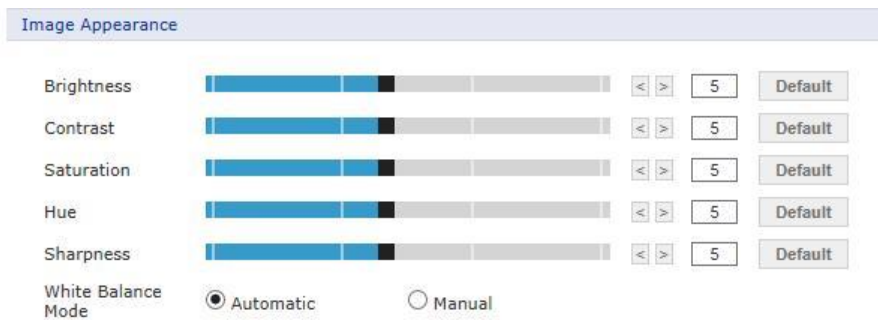 Image Appearance
Brightness < > 5 Default
Contrast < > 5 Default
Saturation < > 5 Default
Hue < > 5 Default
Sharpness < > 5 Default
White Balance
Mode
Automatic Manual